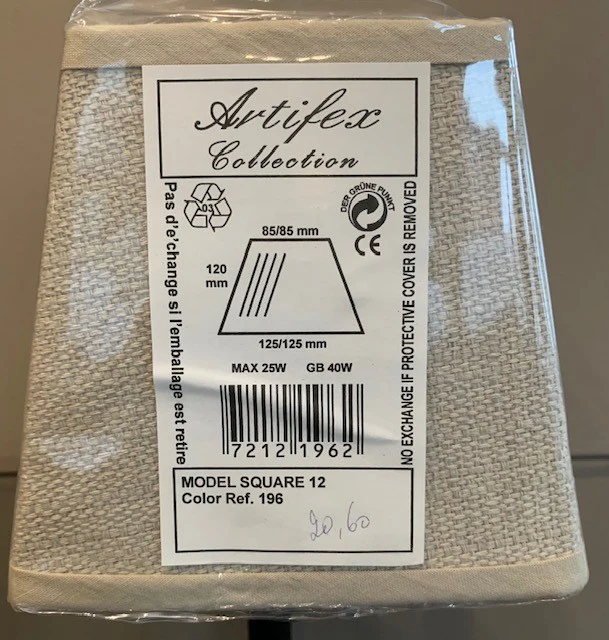 Artifex
Collection
03
DER GRÜNE PUNKT
CE
Pas d'e'change si l'emballage est retire
NO EXCHANGE IF PROTECTIVE COVER IS REMOVED
85/85 mm
120
mm
125/125 mm
MAX 25W GB 40W
7212 1962
MODEL SQUARE 12
Color Ref. 196
20,60